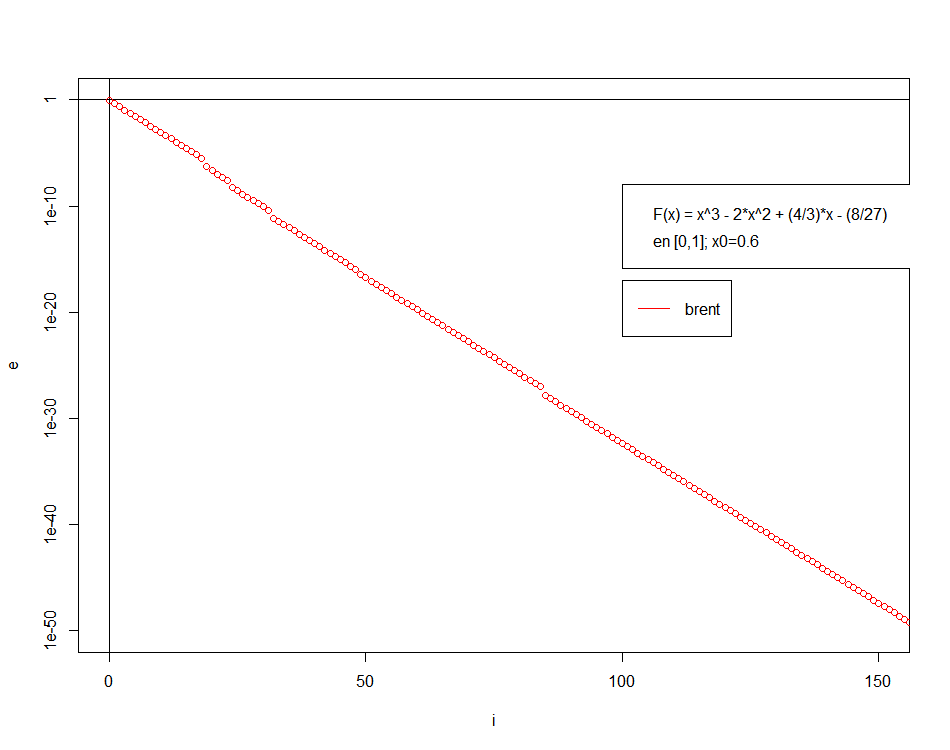 1
1e-10
1e-20
1e-30
1e-40
1e-50
e
F(x) = x^3 - 2*x^2 + (4/3)*x - (8/27)
en [0,1]; x0=0.6
brent
0 50 100 150
i